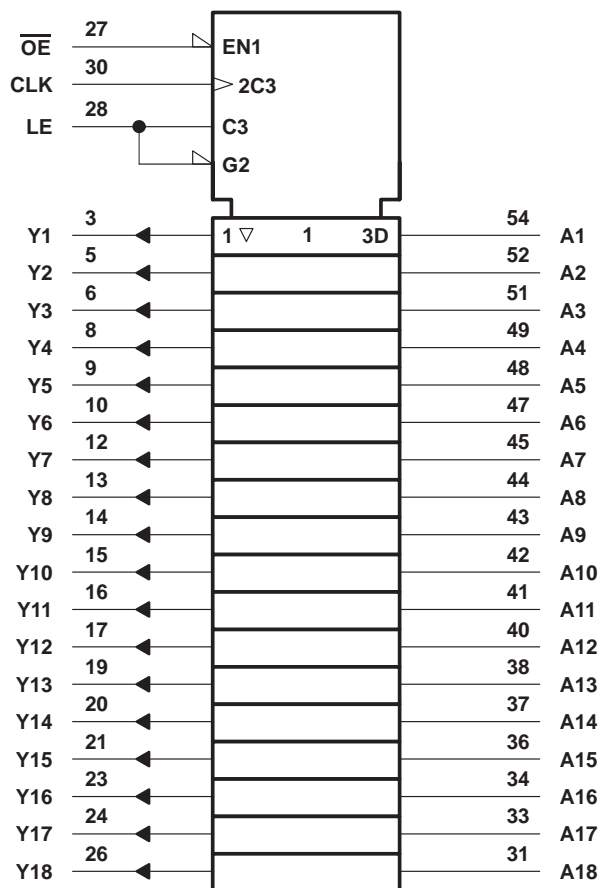 OE 27 EN1
CLK 30 2C3
LE 28 C3
G2
Y1 3 1 ▽ 1 3D 54 A1
Y2 5 52 A2
Y3 6 51 A3
Y4 8 49 A4
Y5 9 48 A5
Y6 10 47 A6
Y7 12 45 A7
Y8 13 44 A8
Y9 14 43 A9
Y10 15 42 A10
Y11 16 41 A11
Y12 17 40 A12
Y13 19 38 A13
Y14 20 37 A14
Y15 21 36 A15
Y16 23 34 A16
Y17 24 33 A17
Y18 26 31 A18